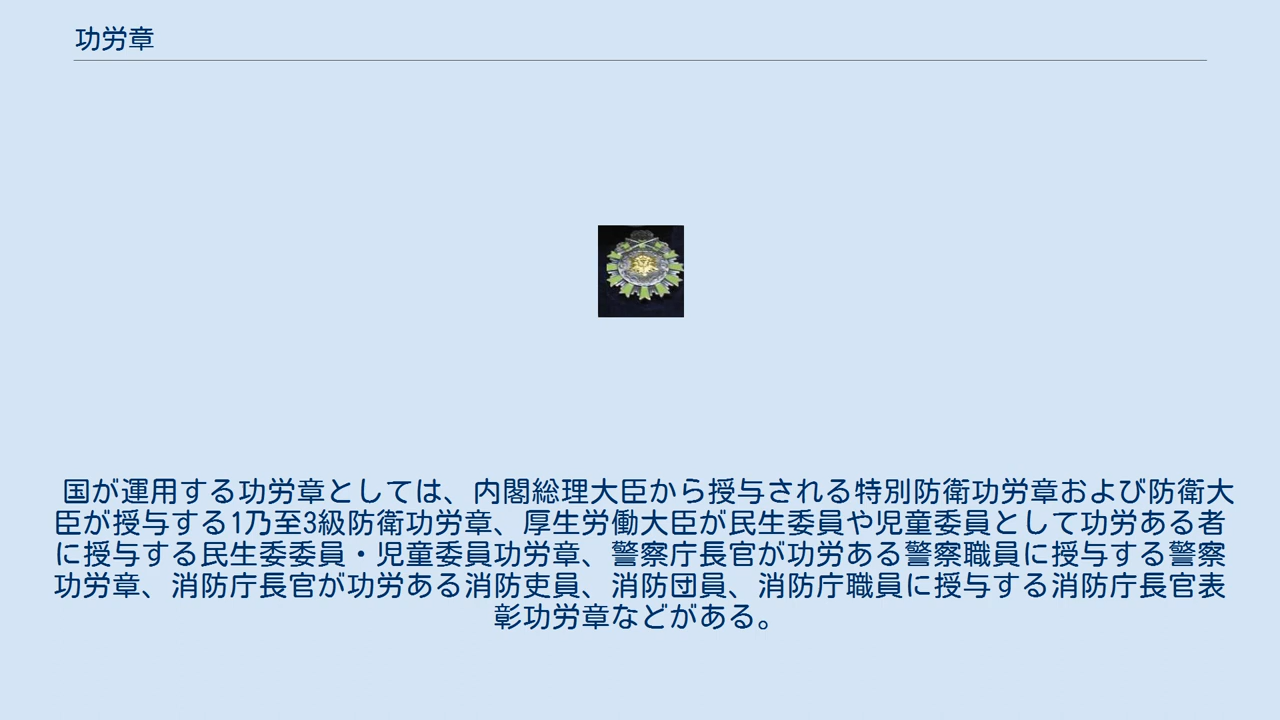 功労章
国が運用する功労章としては、内閣総理大臣から授与される特別防衛功労章および防衛大
臣が授与する1乃至3級防衛功労章、厚生労働大臣が民生委員や児童委員として功労ある者
に授与する民生委委員・児童委員功労章、警察庁長官が功労ある警察職員に授与する警察
功労章、消防庁長官が功労ある消防吏員、消防団員、消防庁職員に授与する消防庁長官表
彰功労章などがある。